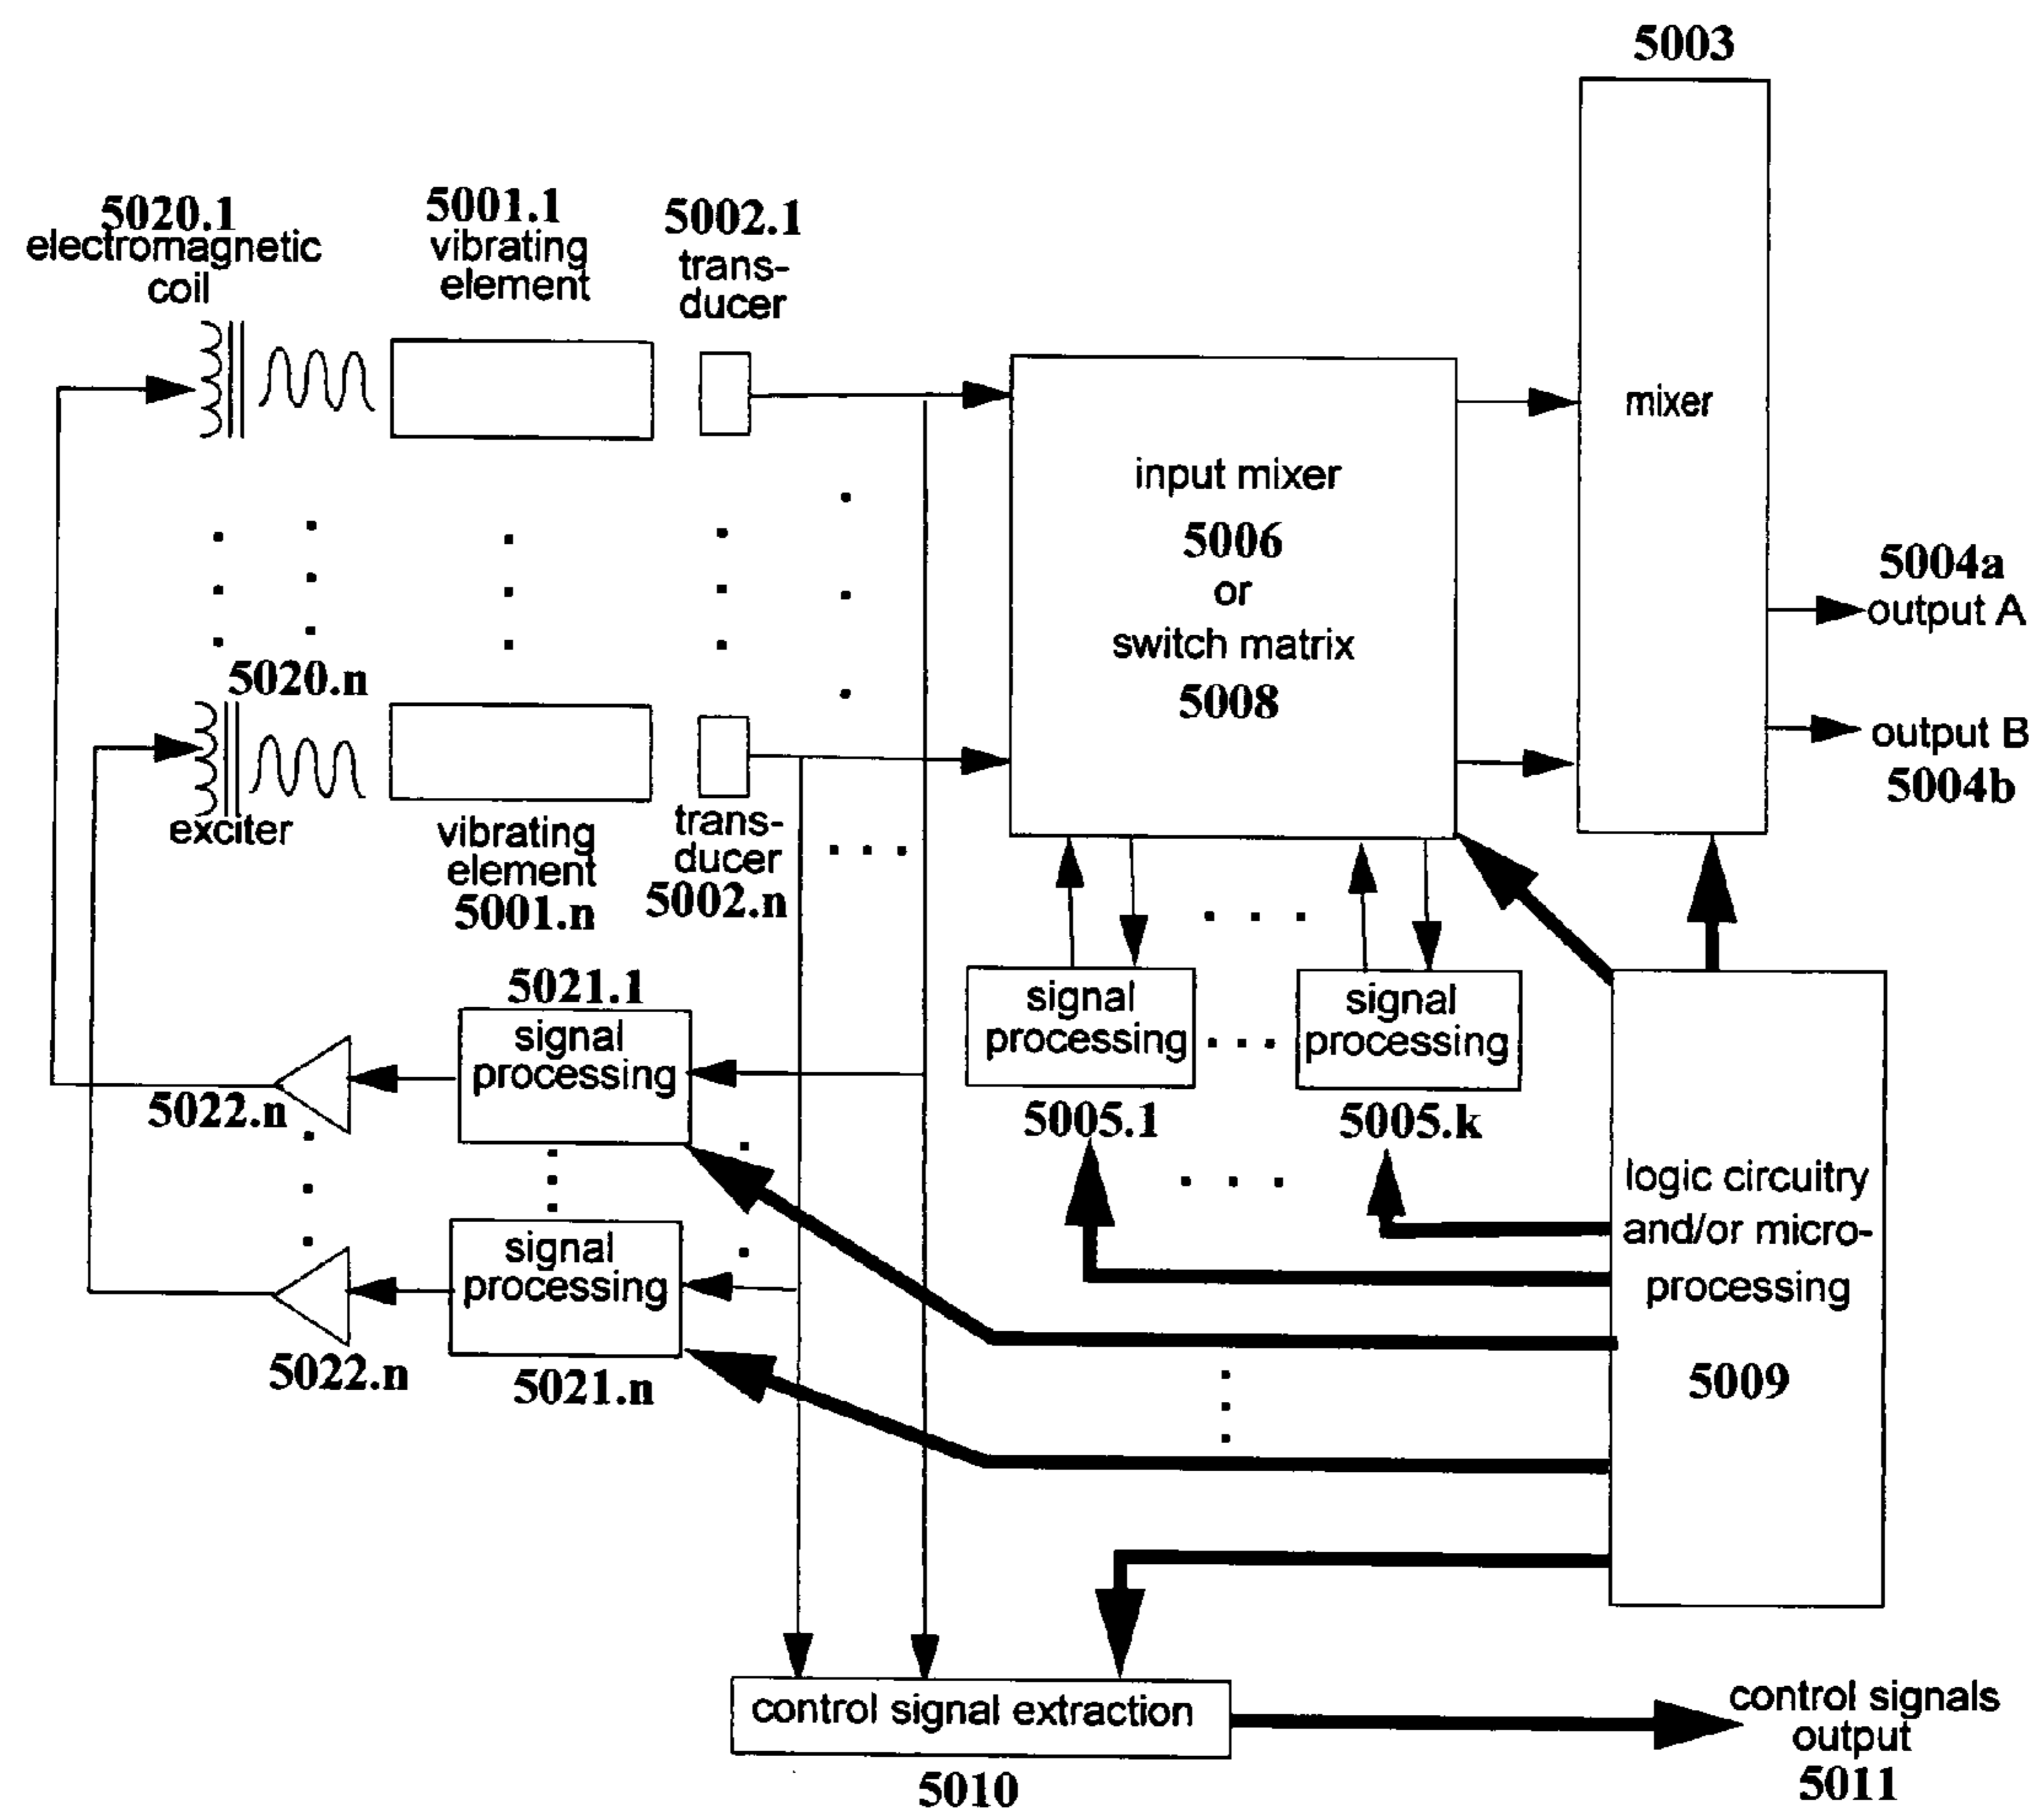 5003
5020.1
electromagnetic
coil
5001.1
vibrating
element
5002.1
trans-
ducer
mixer
input mixer
5006
or
switch matrix
5008
5004a
output A
output B
5004b
5020.n
exciter
vibrating
element
5001.n
trans-
ducer
5002.n
5021.1
signal
processing
5022.n
signal
processing
5022.n
5021.n
signal
processing
5005.1
signal
processing
5005.k
logic circuitry
and/or micro-
processing
5009
control signal extraction
5010
control signals
output
5011